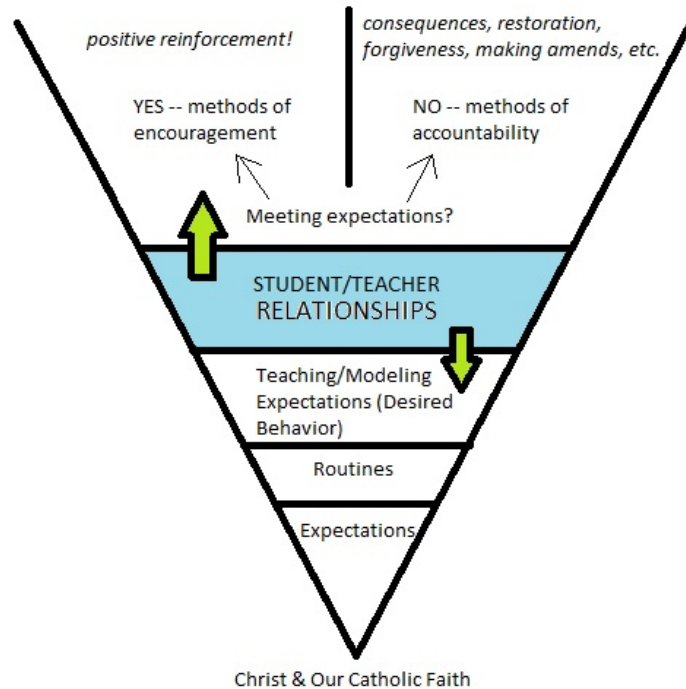 positive reinforcement!
consequences, restoration,
forgiveness, making amends, etc.
YES -- methods of
encouragement
NO -- methods of
accountability
Meeting expectations?
STUDENT/TEACHER
RELATIONSHIPS
Teaching/Modeling
Expectations (Desired
Behavior)
Routines
Expectations
Christ & Our Catholic Faith